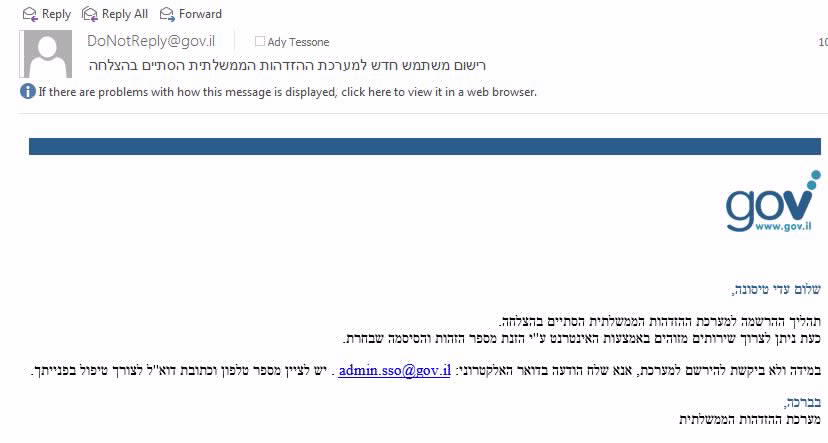 Reply Reply All Forward
DoNotReply@gov.il Ady Tessone
רישום משתמש חדש למערכת ההזדהות הממשלתית הסתיים בהצלחה
If there are problems with how this message is displayed, click here to view it in a web browser.
gov
www.gov.il
שלום עדי טיסונה,
תהליך ההרשמה למערכת ההזדהות הממשלתית הסתיים בהצלחה.
כעת ניתן לצרוך שירותים מזוהים באמצעות האינטרנט ע"י הזנת מספר הזהות והסיסמה שבחרת.
במידה ולא ביקשת להירשם למערכת, אנא שלח הודעה בדואר האלקטרוני: admin.sso@gov.il . יש לציין מספר טלפון וכתובת דוא"ל לצורך טיפול בפנייתך.
בברכה,
מערכת ההזדהות הממשלתית